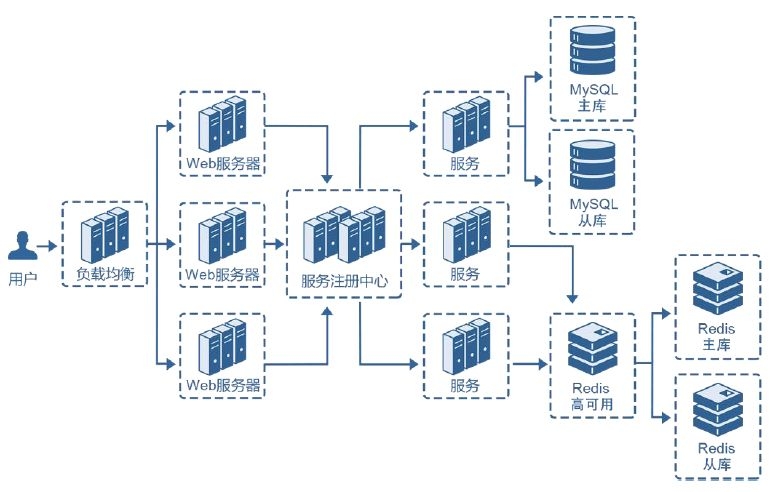 用户
负载均衡
Web服务器
Web服务器
Web服务器
服务注册中心
服务
服务
服务
MySQL
主库
MySQL
从库
Redis
高可用
Redis
主库
Redis
从库